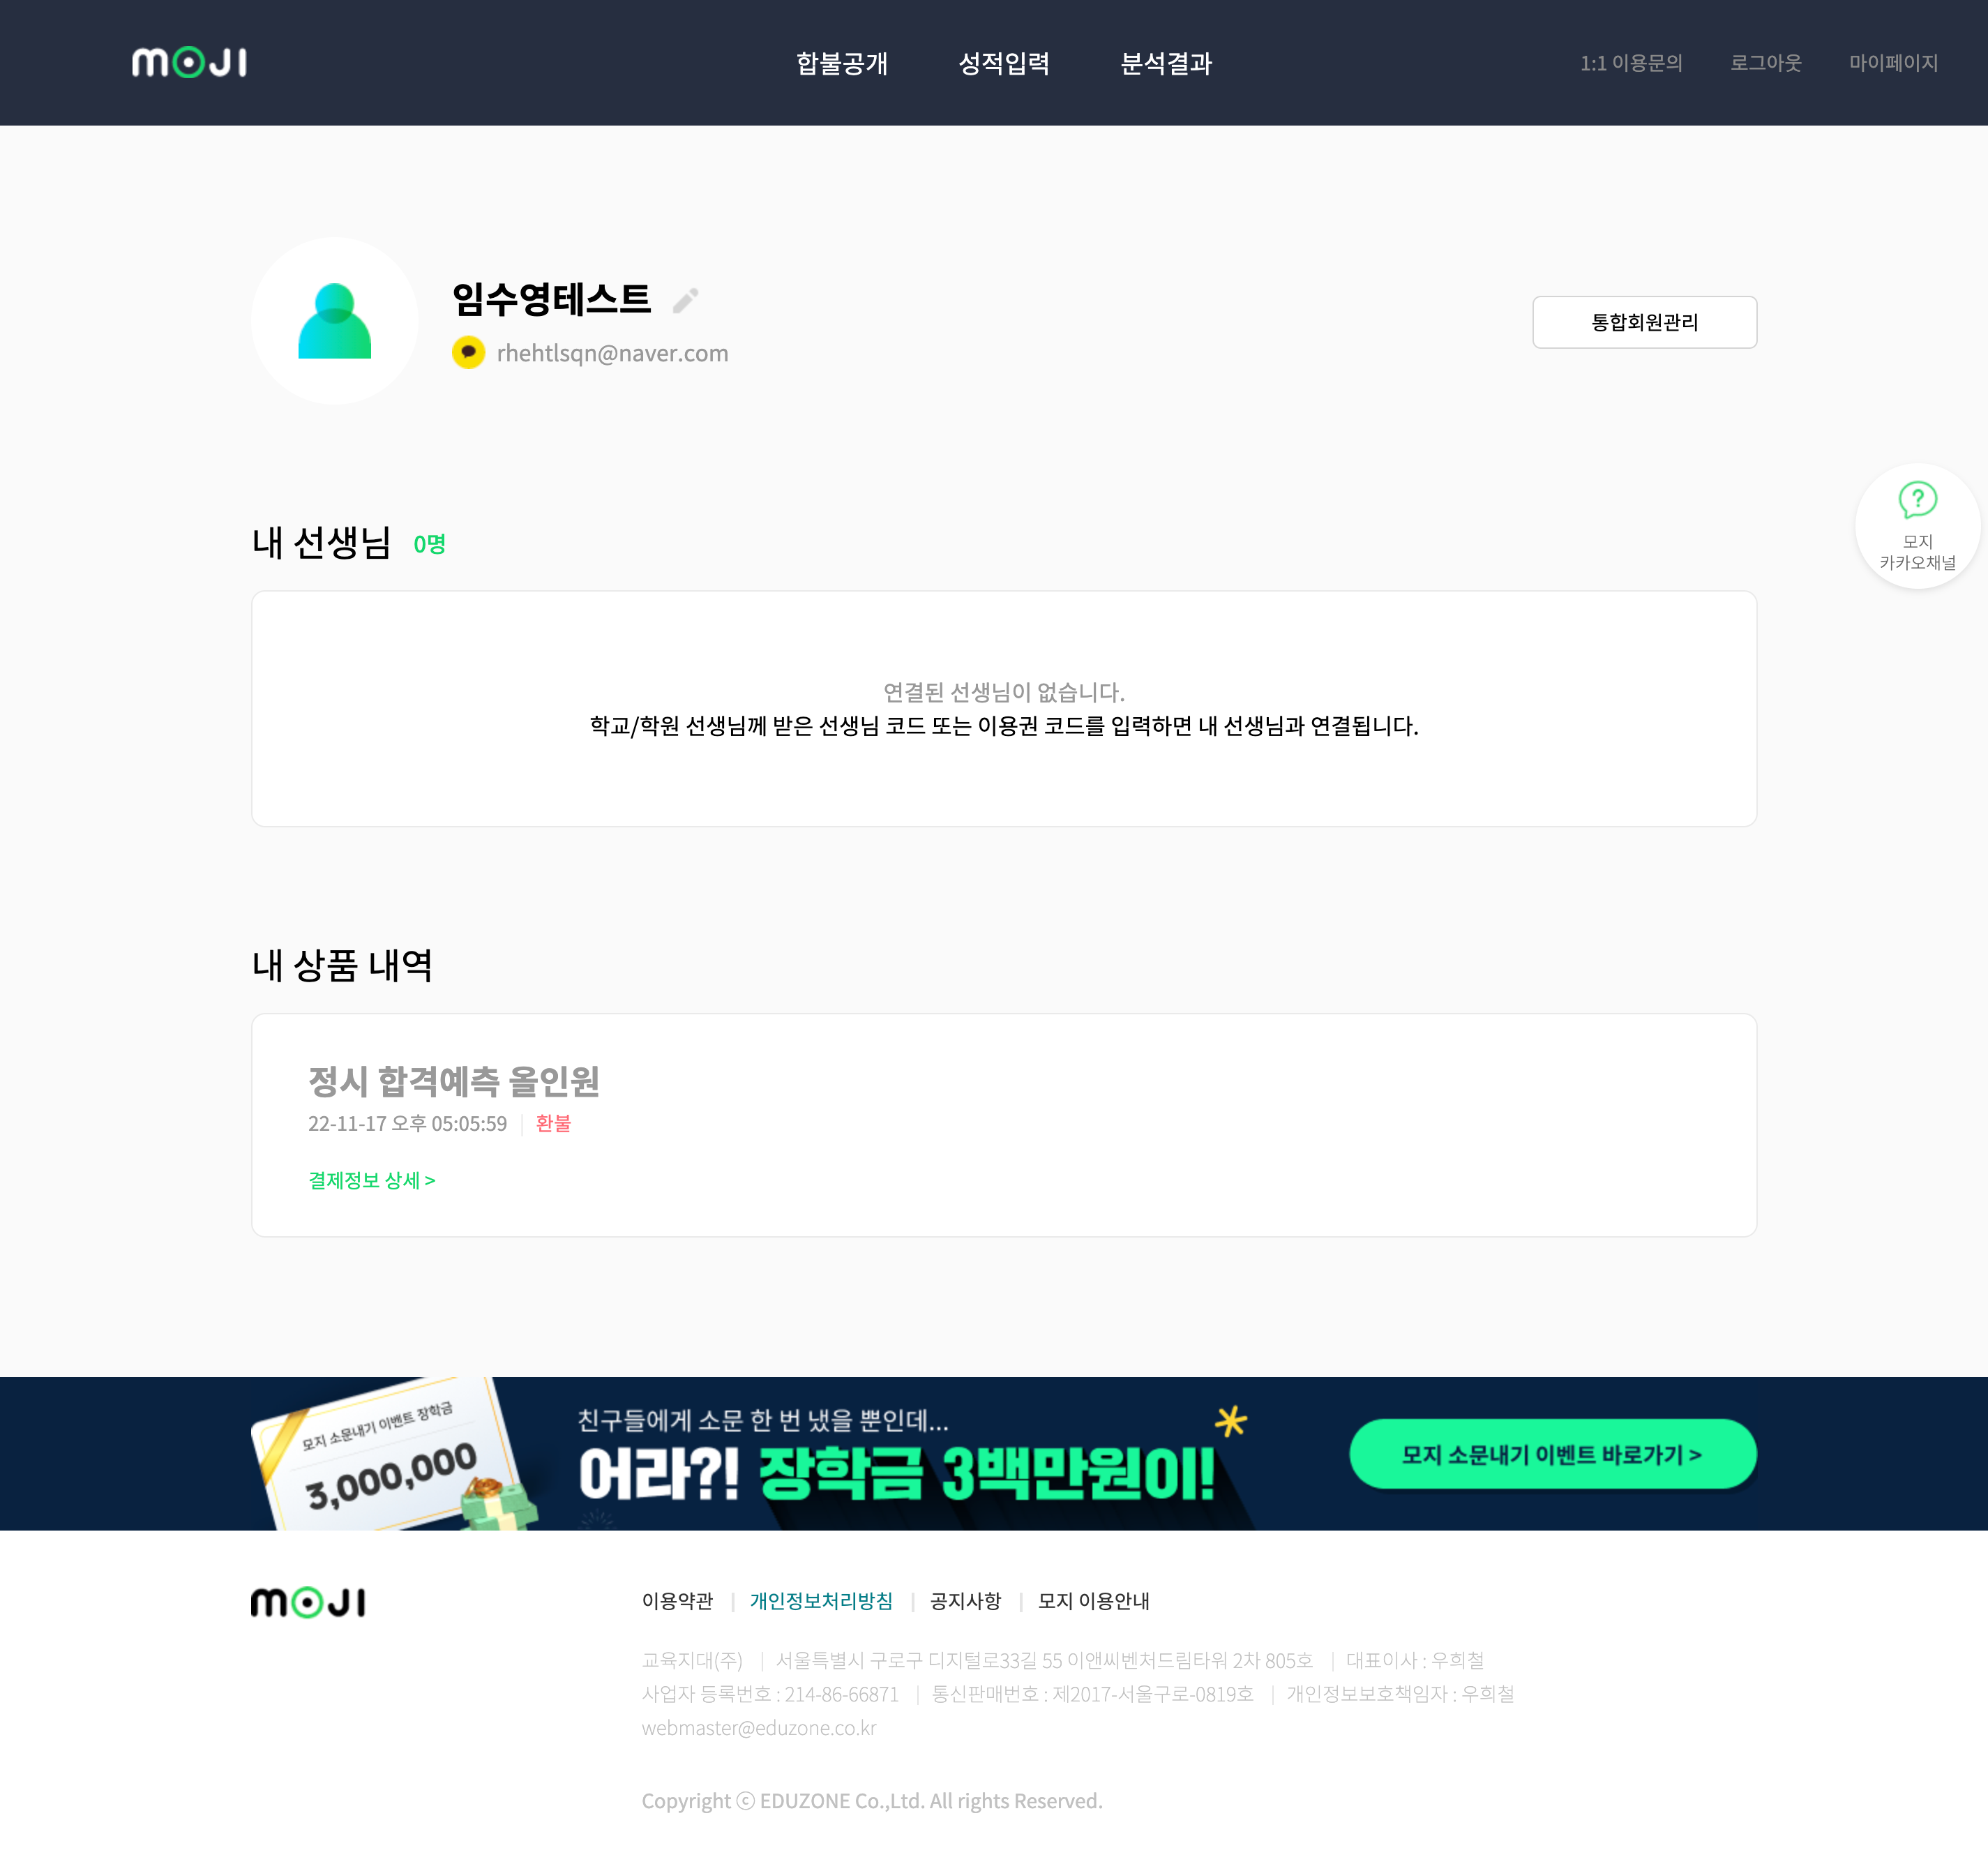 MOJI
합불공개 성적입력 분석결과
1:1 이용문의 로그아웃 마이페이지
임수영테스트
rhehtlsqn@naver.com
통합회원관리
?
모지
카카오채널
내 선생님 0명
연결된 선생님이 없습니다.
학교/학원 선생님께 받은 선생님 코드 또는 이용권 코드를 입력하면 내 선생님과 연결됩니다.
내 상품 내역
정시 합격예측 올인원
22-11-17 오후 05:05:59 | 환불
결제정보 상세 >
모지 소문내기 이벤트 장학금
3,000,000
친구들에게 소문 한 번 냈을 뿐인데...
어라?! 장학금 3백만원이!
모지 소문내기 이벤트 바로가기 >
MOJI
이용약관 | 개인정보처리방침 | 공지사항 | 모지 이용안내
교육지대(주) | 서울특별시 구로구 디지털로33길 55 이앤씨벤처드림타워 2차 805호 | 대표이사 : 우희철
사업자 등록번호 : 214-86-66871 | 통신판매번호 : 제2017-서울구로-0819호 | 개인정보보호책임자 : 우희철
webmaster@eduzone.co.kr
Copyright ⓒ EDUZONE Co.,Ltd. All rights Reserved.